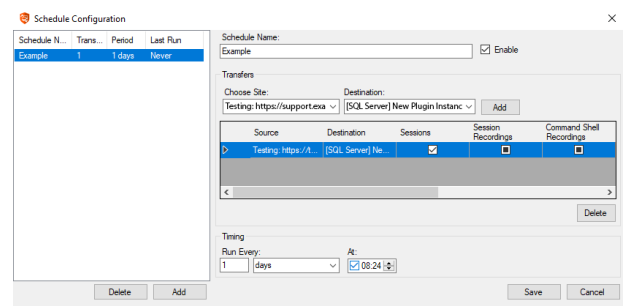 Schedule Configuration
Schedule N... Trans... Period Last Run
Example 1 1 days Never
Schedule Name:
Example
Enable
Transfers
Choose Site: Destination:
Testing: https://support.exa [SQL Server] New Plugin Instanc Add
Source Destination Sessions Session Recordings Command Shell Recordings
Testing: https://t... [SQL Server] Ne...
Delete
Timing
Run Every: At:
1 days 08:24
Delete Add Save Cancel